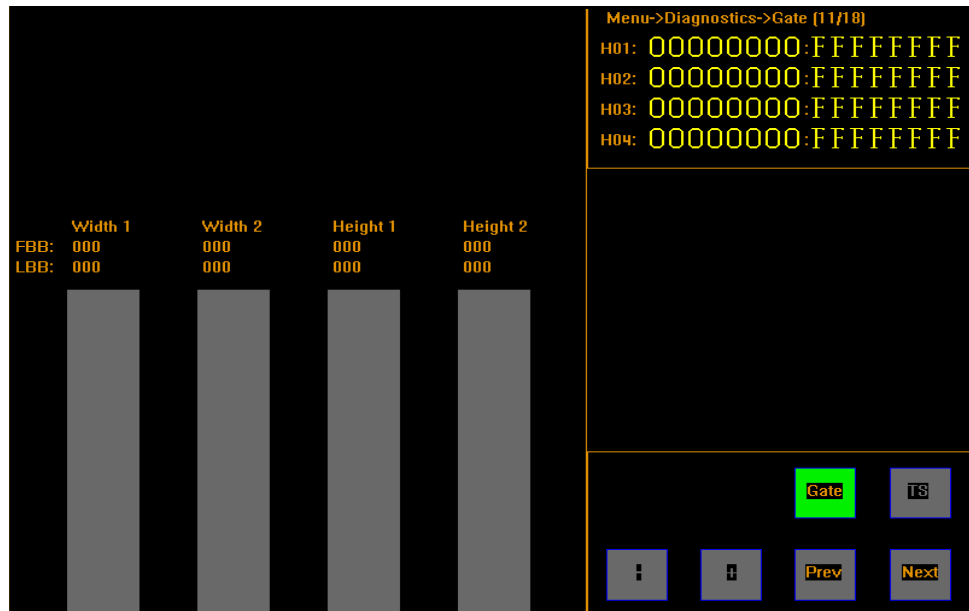 Menu->Diagnostics->Gate (11/18)
H01: 00000000:FFFFFFFF
H02: 00000000:FFFFFFFF
H03: 00000000:FFFFFFFF
H04: 00000000:FFFFFFFF
Width 1 Width 2 Height 1 Height 2
FBB: 000 000 000 000
LBB: 000 000 000 000
Gate TS
Prev Next